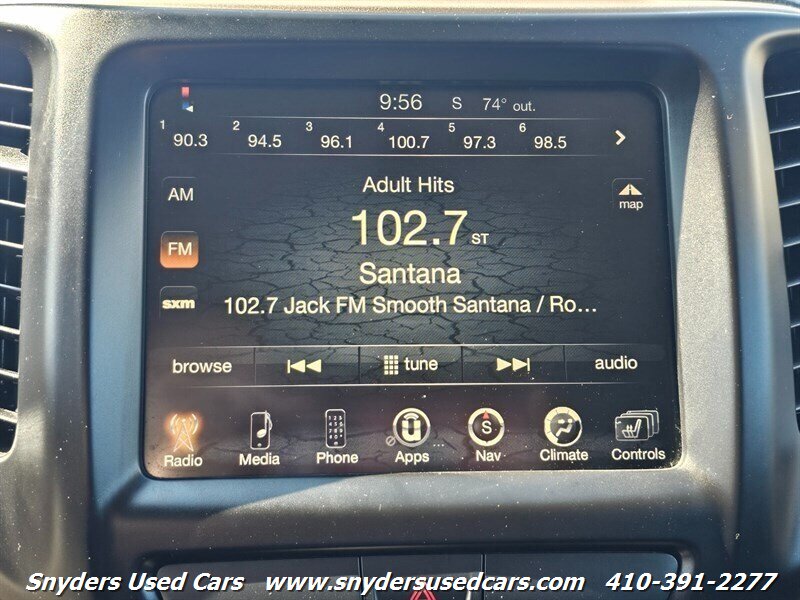 9:56 S 74° out.
1 90.3 2 94.5 3 96.1 4 100.7 5 97.3 6 98.5
Adult Hits
AM
map
102.7 ST
FM
Santana
sxm
102.7 Jack FM Smooth Santana / Ro...
browse tune audio
S
Radio Media Phone Apps ... Nav Climate Controls
Snyders Used Cars www.snydersusedcars.com 410-391-2277